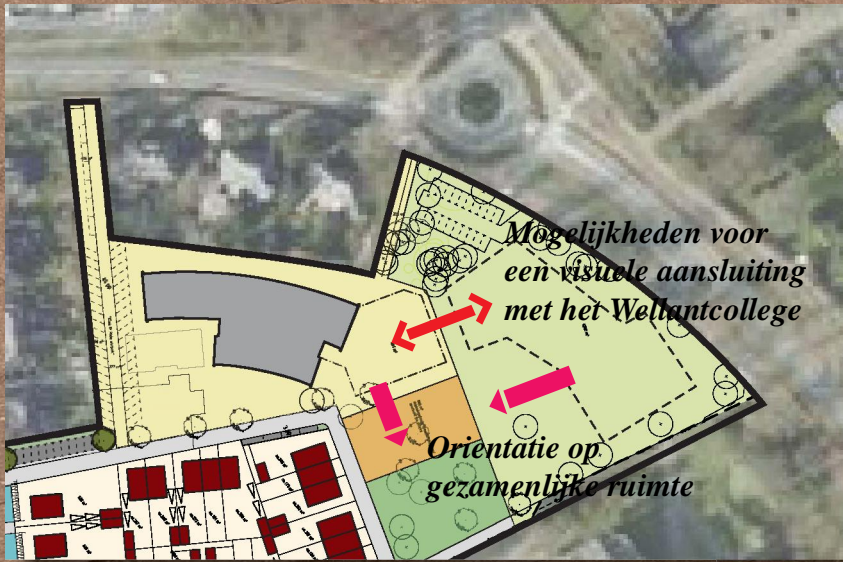 Mogelijkheden voor
een visuele aansluiting
met het Wellantcollege
Orientatie op
gezamenlijke ruimte